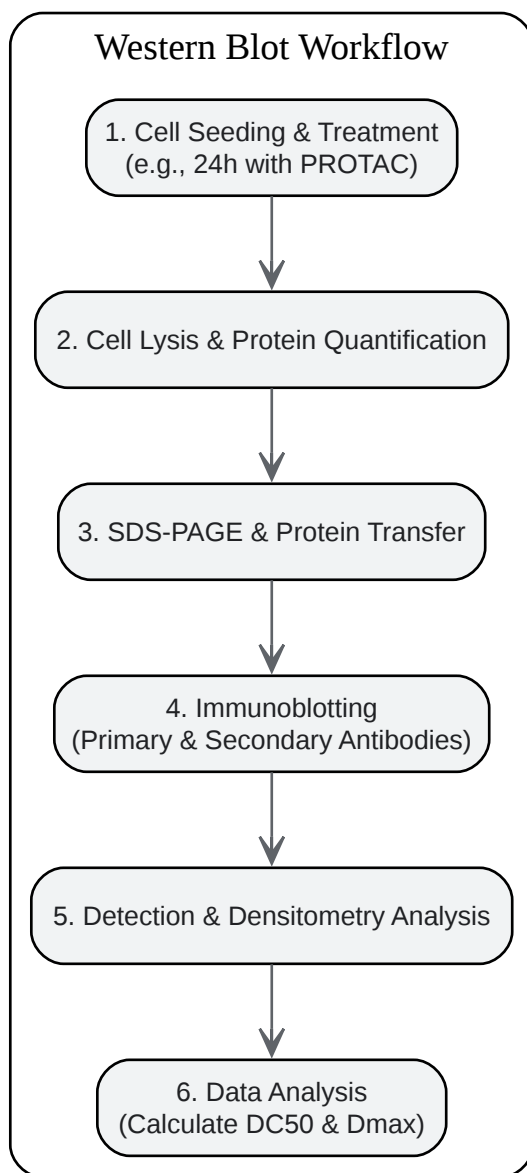 Western Blot Workflow
1. Cell Seeding & Treatment
(e.g., 24h with PROTAC)
2. Cell Lysis & Protein Quantification
3. SDS-PAGE & Protein Transfer
4. Immunoblotting
(Primary & Secondary Antibodies)
5. Detection & Densitometry Analysis
6. Data Analysis
(Calculate DC50 & Dmax)